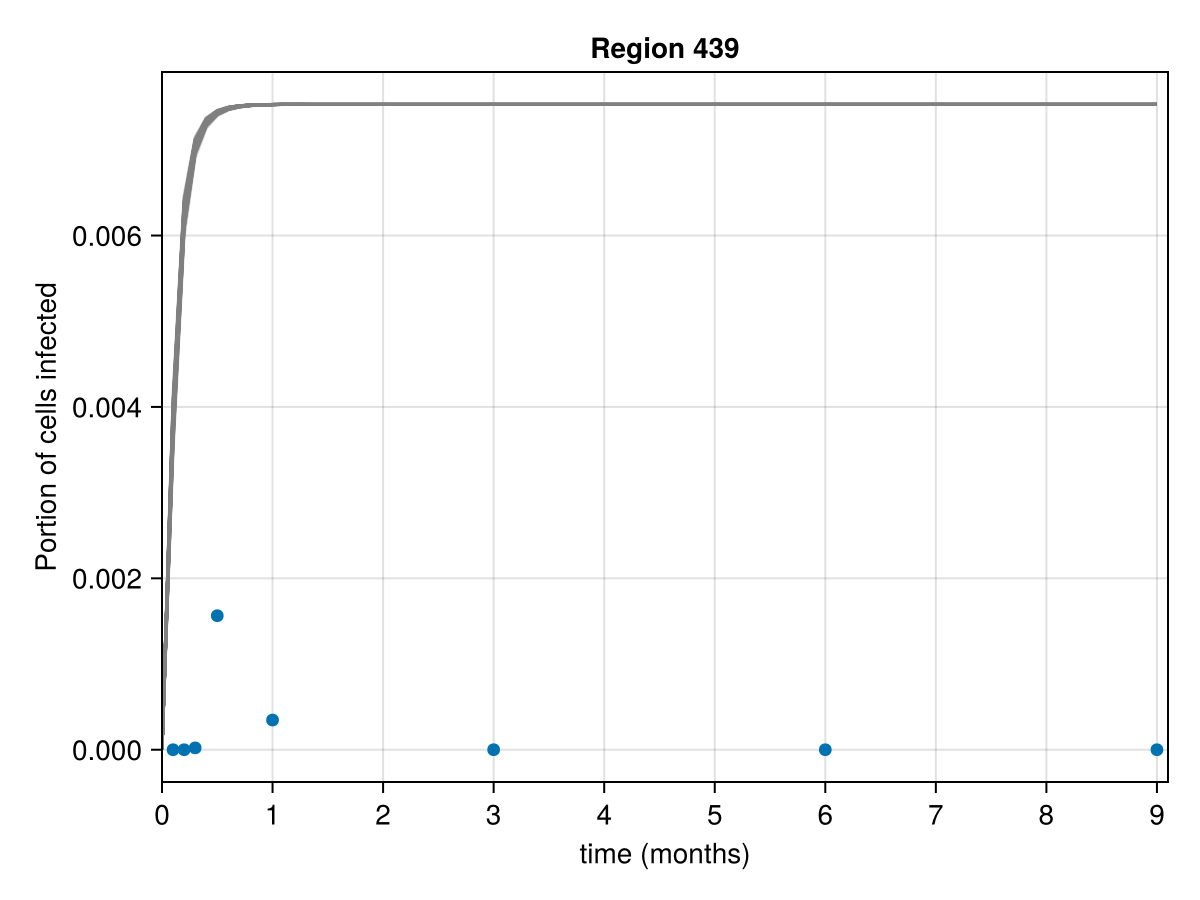 Region 439
Portion of cells infected
0.006
0.004
0.002
0.000
0 1 2 3 4 5 6 7 8 9
time (months)